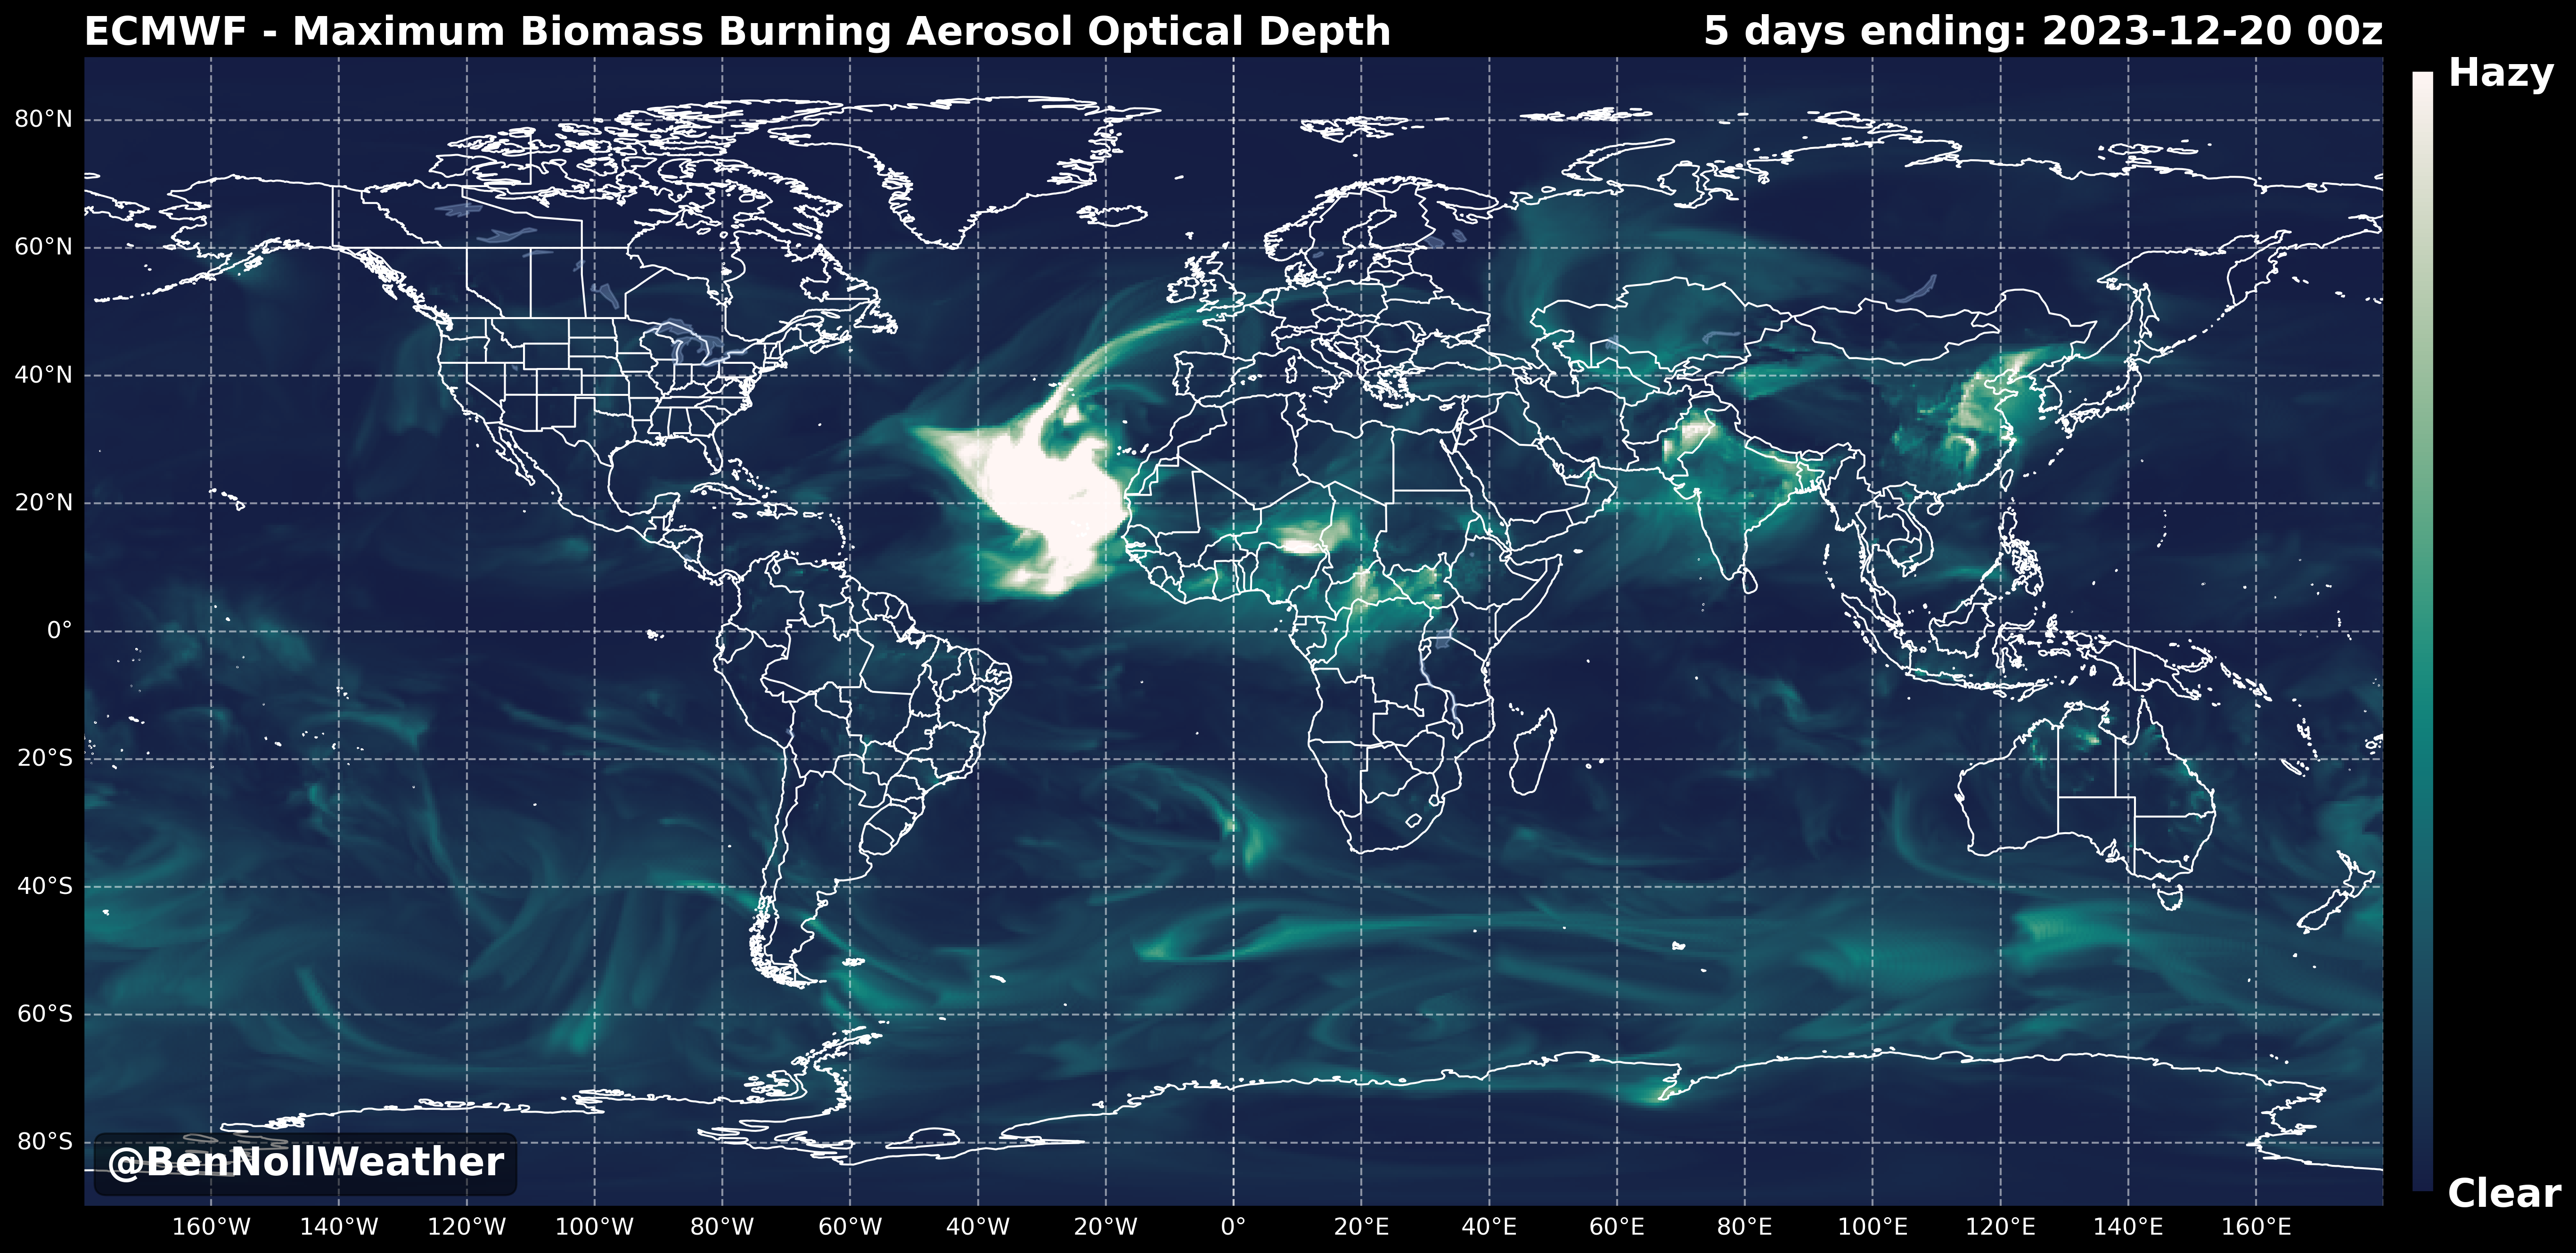 ECMWF - Maximum Biomass Burning Aerosol Optical Depth
5 days ending: 2023-12-20 00z
Hazy
80°N
60°N
40°N
20°N
0°
20°S
40°S
60°S
80°S
@BenNollWeather
Clear
160°W 140°W 120°W 100°W 80°W 60°W 40°W 20°W 0° 20°E 40°E 60°E 80°E 100°E 120°E 140°E 160°E